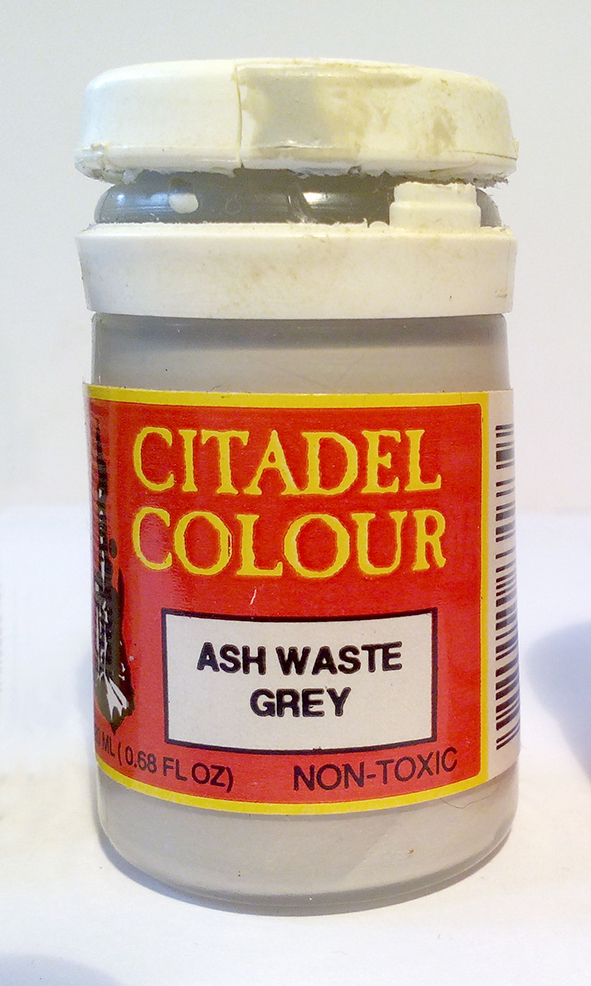 CITADEL
COLOUR
ASH WASTE
GREY
ML (0.68 FL OZ)
NON-TOXIC